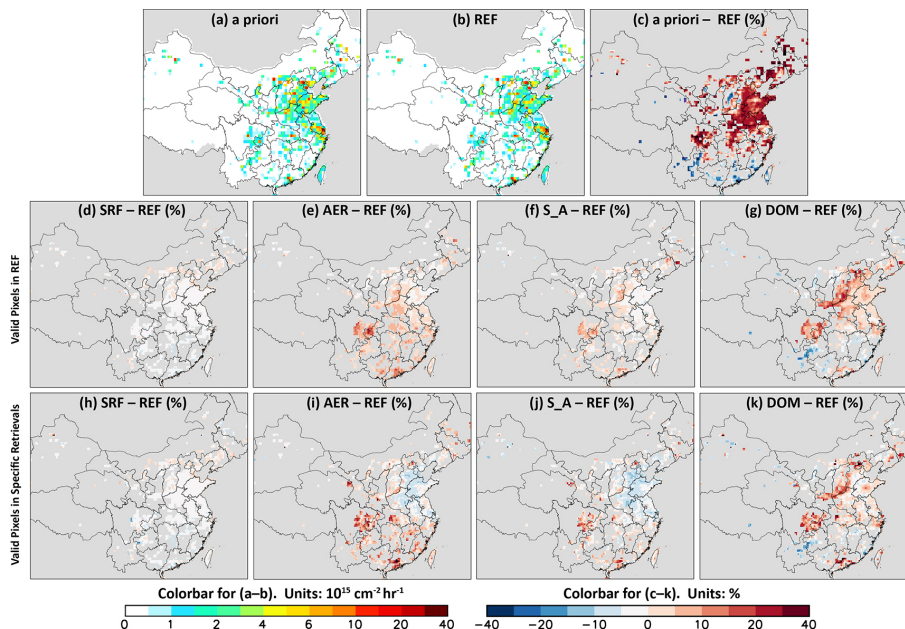 (a) a priori
(b) REF
(c) a priori – REF (%)
Valid Pixels in REF
(d) SRF – REF (%)
(e) AER – REF (%)
(f) S_A – REF (%)
(g) DOM – REF (%)
Valid Pixels in Specific Retrievals
(h) SRF – REF (%)
(i) AER – REF (%)
(j) S_A – REF (%)
(k) DOM – REF (%)
Colorbar for (a–b). Units: 10¹⁵ cm⁻² hr⁻¹
0 1 2 6 10 20 40
Colorbar for (c–k). Units: %
−40 −20 −10 0 10 20 40